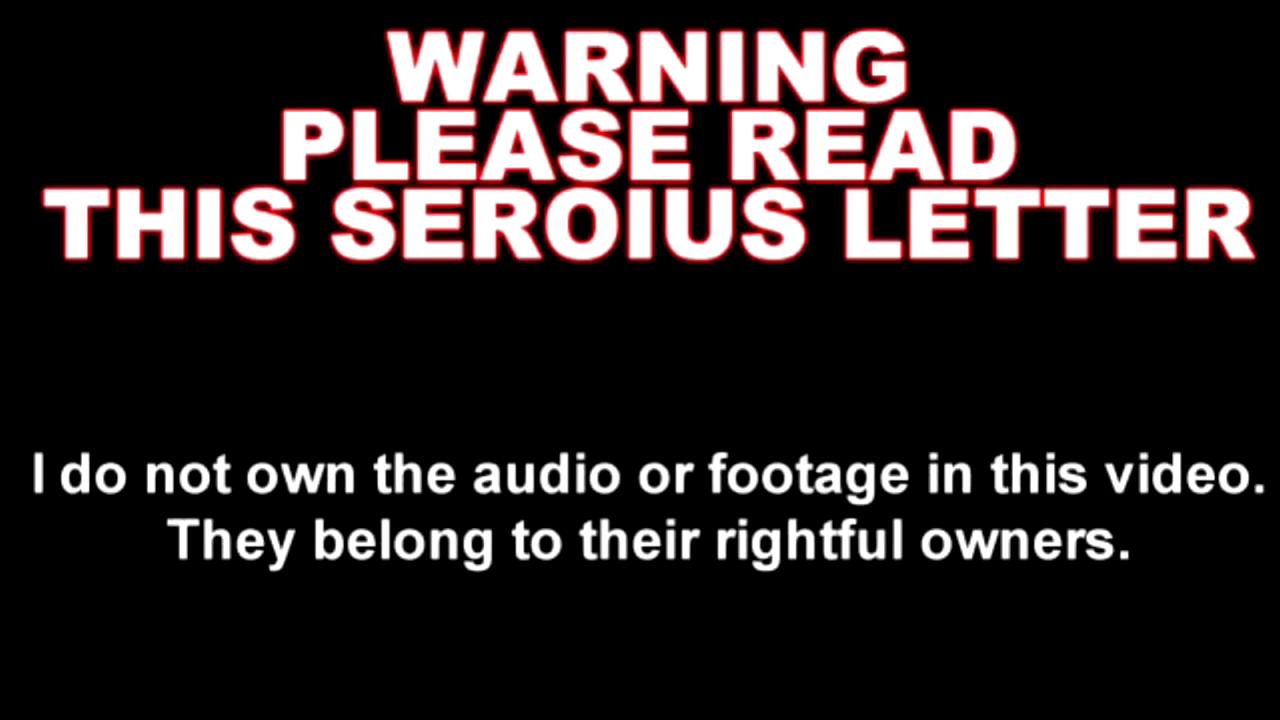 WARNING
PLEASE READ
THIS SEROIUS LETTER
I do not own the audio or footage in this video.
They belong to their rightful owners.